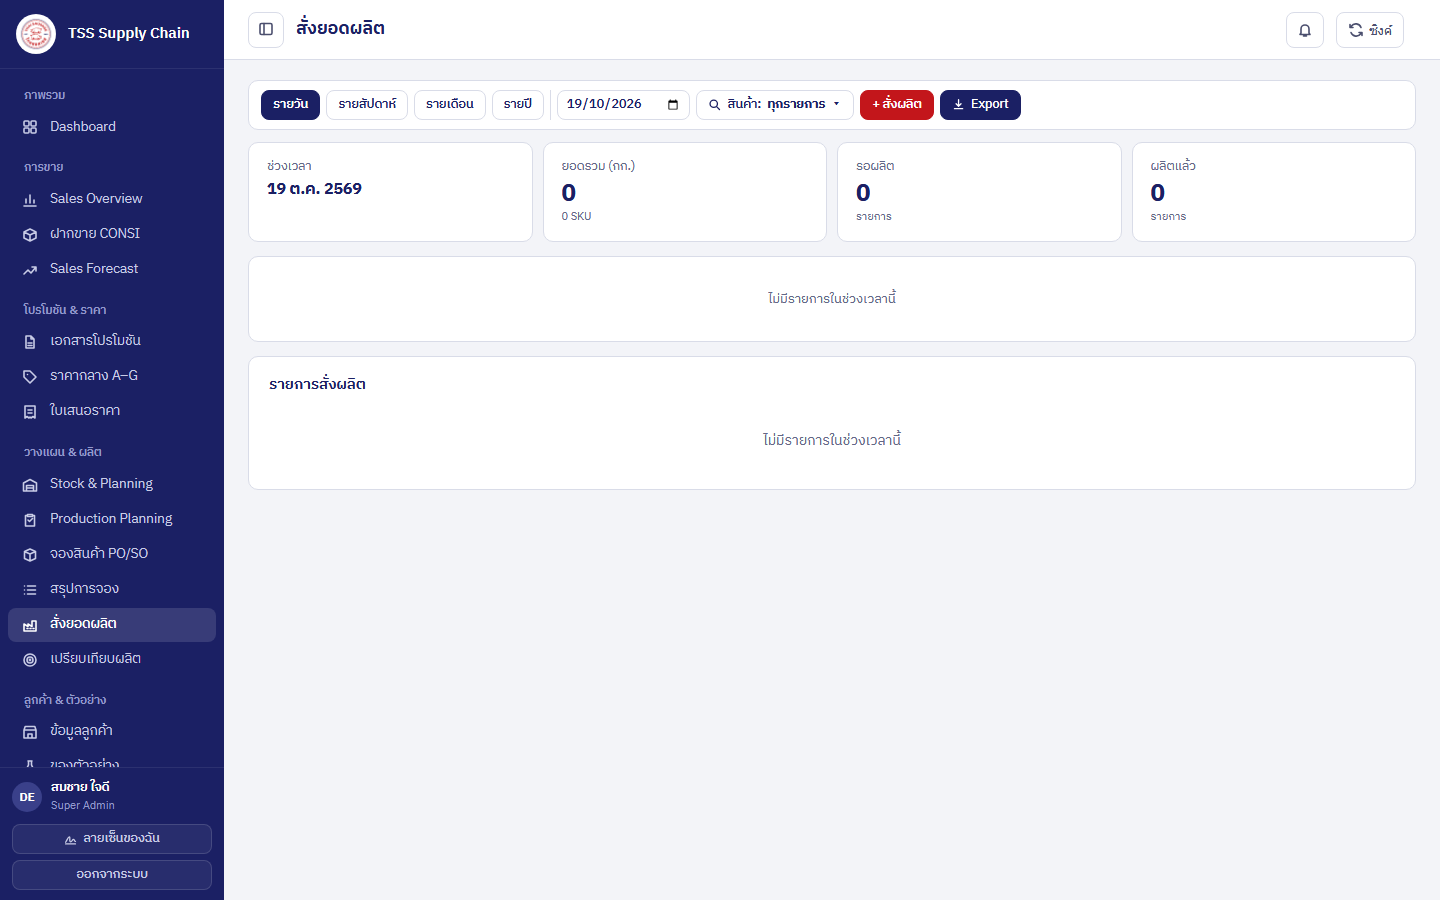 TSS Supply Chain
ภาพรวม
Dashboard
การขาย
Sales Overview
ฝากขาย CONSI
Sales Forecast
โปรโมชัน & ราคา
เอกสารโปรโมชัน
ราคากลาง A–G
ใบเสนอราคา
วางแผน & ผลิต
Stock & Planning
Production Planning
จองสินค้า PO/SO
สรุปการจอง
สั่งยอดผลิต
เปรียบเทียบผลิต
ลูกค้า & ตัวอย่าง
ข้อมูลลูกค้า
ของตัวอย่าง
DE
สมชาย ใจดี
Super Admin
ลายเซ็นของฉัน
ออกจากระบบ
สั่งยอดผลิต
ซิงค์
รายวัน รายสัปดาห์ รายเดือน รายปี 19/10/2026 สินค้า: ทุกรายการ + สั่งผลิต Export
ช่วงเวลา
19 ต.ค. 2569
ยอดรวม (กก.)
0
0 SKU
รอผลิต
0
รายการ
ผลิตแล้ว
0
รายการ
ไม่มีรายการในช่วงเวลานี้
รายการสั่งผลิต
ไม่มีรายการในช่วงเวลานี้